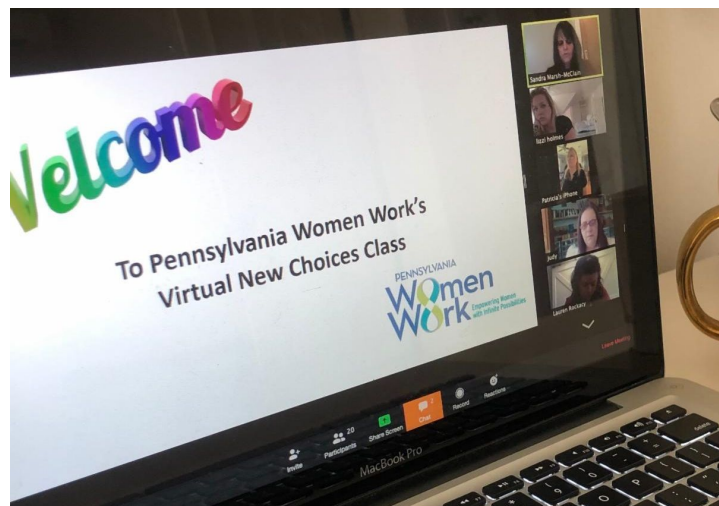 Welcome
To Pennsylvania Women Work's
Virtual New Choices Class
PENNSYLVANIA
Women
Work
Empowering Women
with Infinite Possibilities
Sandra Marsh-McClain
Patricia's iPhone
Judy
Lauren Rockacy
Leave Meeting
Invite
20
Participants
Share Screen
2
Chat
Record
Reactions
MacBook Pro
O
P